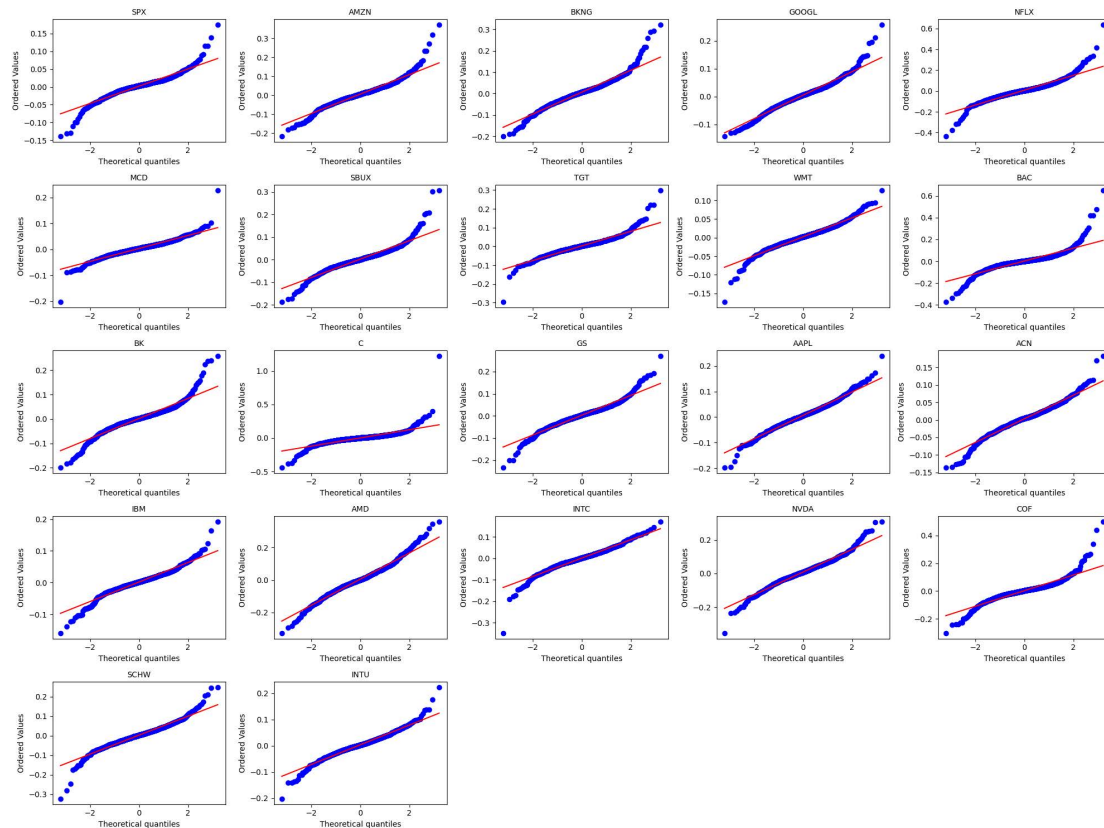 SPX
0.15
0.10
0.05
0.00
−0.05
−0.10
−0.15
Ordered Values
−2
0
2
Theoretical quantiles
AMZN
0.3
0.2
0.1
0.0
−0.1
−0.2
Ordered Values
−2
0
2
Theoretical quantiles
BKNG
0.3
0.2
0.1
0.0
−0.1
−0.2
Ordered Values
−2
0
2
Theoretical quantiles
GOOGL
0.2
0.1
0.0
−0.1
Ordered Values
−2
0
2
Theoretical quantiles
NFLX
0.6
0.4
0.2
0.0
−0.2
−0.4
Ordered Values
−2
0
2
Theoretical quantiles
MCD
0.2
0.1
0.0
−0.1
−0.2
Ordered Values
−2
0
2
Theoretical quantiles
SBUX
0.3
0.2
0.1
0.0
−0.1
−0.2
Ordered Values
−2
0
2
Theoretical quantiles
TGT
0.3
0.2
0.1
0.0
−0.1
−0.2
−0.3
Ordered Values
−2
0
2
Theoretical quantiles
WMT
0.10
0.05
0.00
−0.05
−0.10
−0.15
Ordered Values
−2
0
2
Theoretical quantiles
BAC
0.6
0.4
0.2
0.0
−0.2
−0.4
Ordered Values
−2
0
2
Theoretical quantiles
BK
0.2
0.1
0.0
−0.1
−0.2
Ordered Values
−2
0
2
Theoretical quantiles
C
1.0
0.5
0.0
−0.5
Ordered Values
−2
0
2
Theoretical quantiles
GS
0.2
0.1
0.0
−0.1
−0.2
Ordered Values
−2
0
2
Theoretical quantiles
AAPL
0.2
0.1
0.0
−0.1
−0.2
Ordered Values
−2
0
2
Theoretical quantiles
ACN
0.15
0.10
0.05
0.00
−0.05
−0.10
−0.15
Ordered Values
−2
0
2
Theoretical quantiles
IBM
0.2
0.1
0.0
−0.1
Ordered Values
−2
0
2
Theoretical quantiles
AMD
0.2
0.0
−0.2
Ordered Values
−2
0
2
Theoretical quantiles
INTC
0.2
0.1
0.0
−0.1
−0.2
−0.3
Ordered Values
−2
0
2
Theoretical quantiles
NVDA
0.2
0.0
−0.2
Ordered Values
−2
0
2
Theoretical quantiles
COF
0.4
0.2
0.0
−0.2
Ordered Values
−2
0
2
Theoretical quantiles
SCHW
0.2
0.1
0.0
−0.1
−0.2
−0.3
Ordered Values
−2
0
2
Theoretical quantiles
INTU
0.2
0.1
0.0
−0.1
−0.2
Ordered Values
−2
0
2
Theoretical quantiles